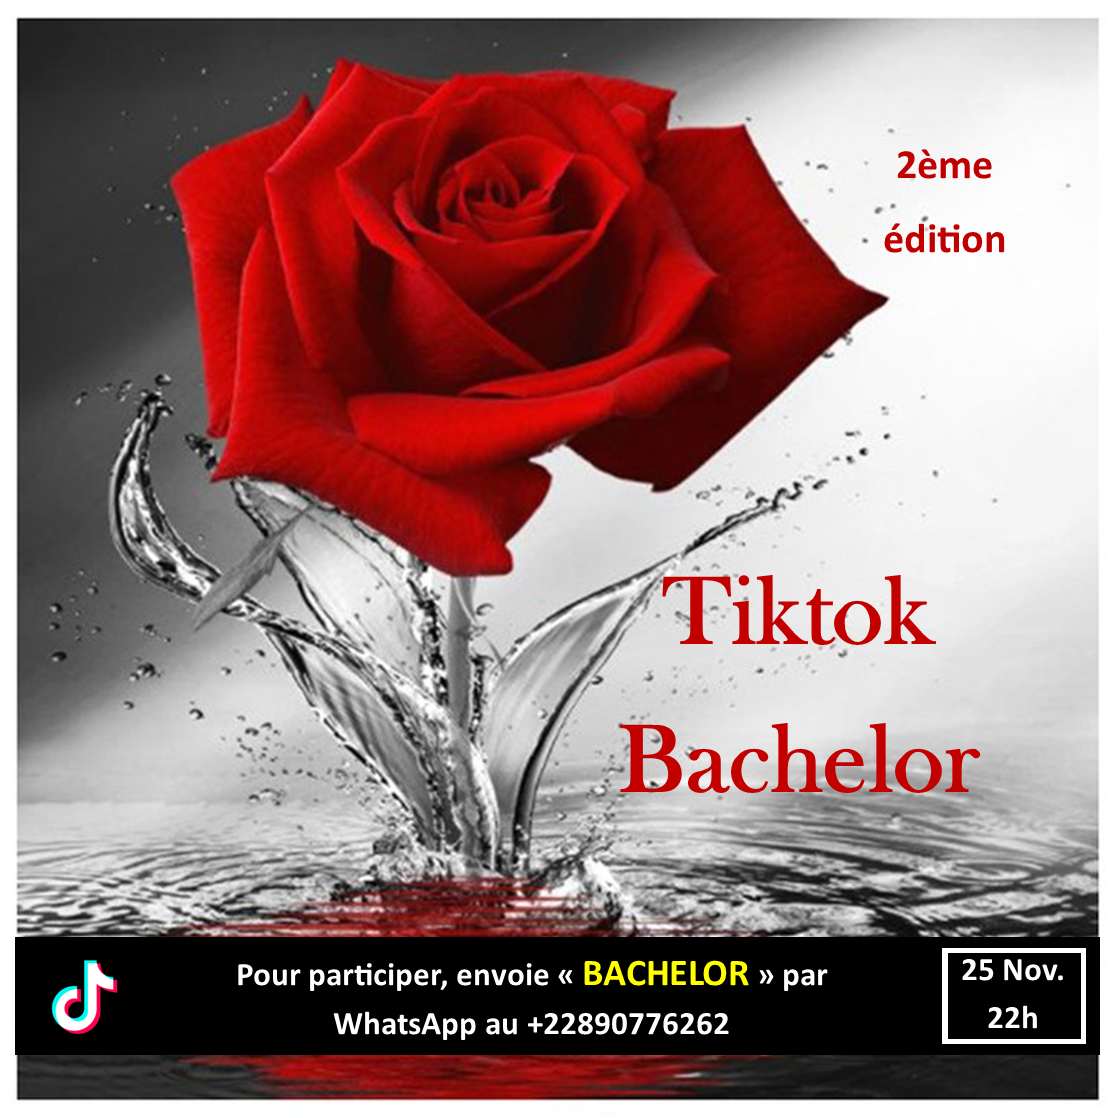 2ème
édition
Tiktok
Bachelor
Pour participer, envoie « BACHELOR » par
WhatsApp au +22890776262
25 Nov.
22h